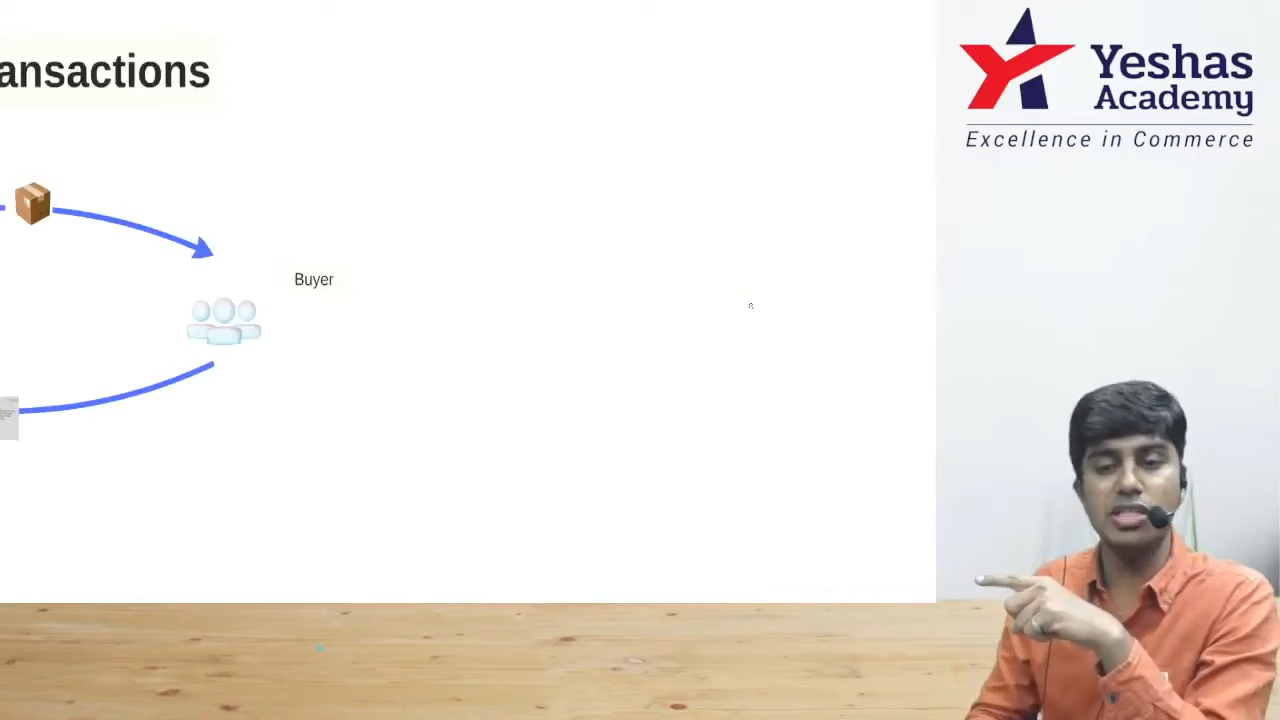 ansactions
Buyer
Yeshas
Academy
Excellence in Commerce